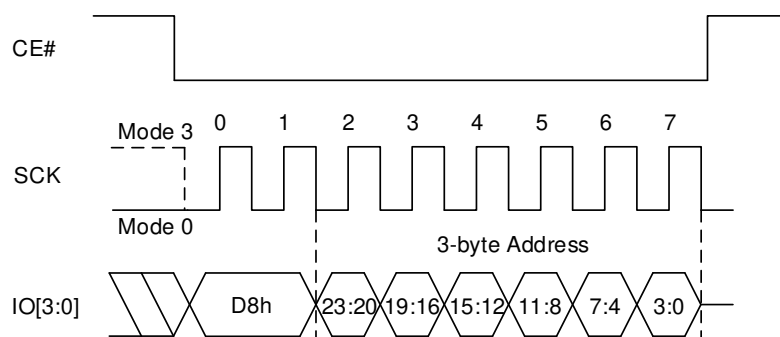 CE#
0 1 2 3 4 5 6 7
Mode 3
SCK
Mode 0
3-byte Address
IO[3:0] D8h 23:20 19:16 15:12 11:8 7:4 3:0